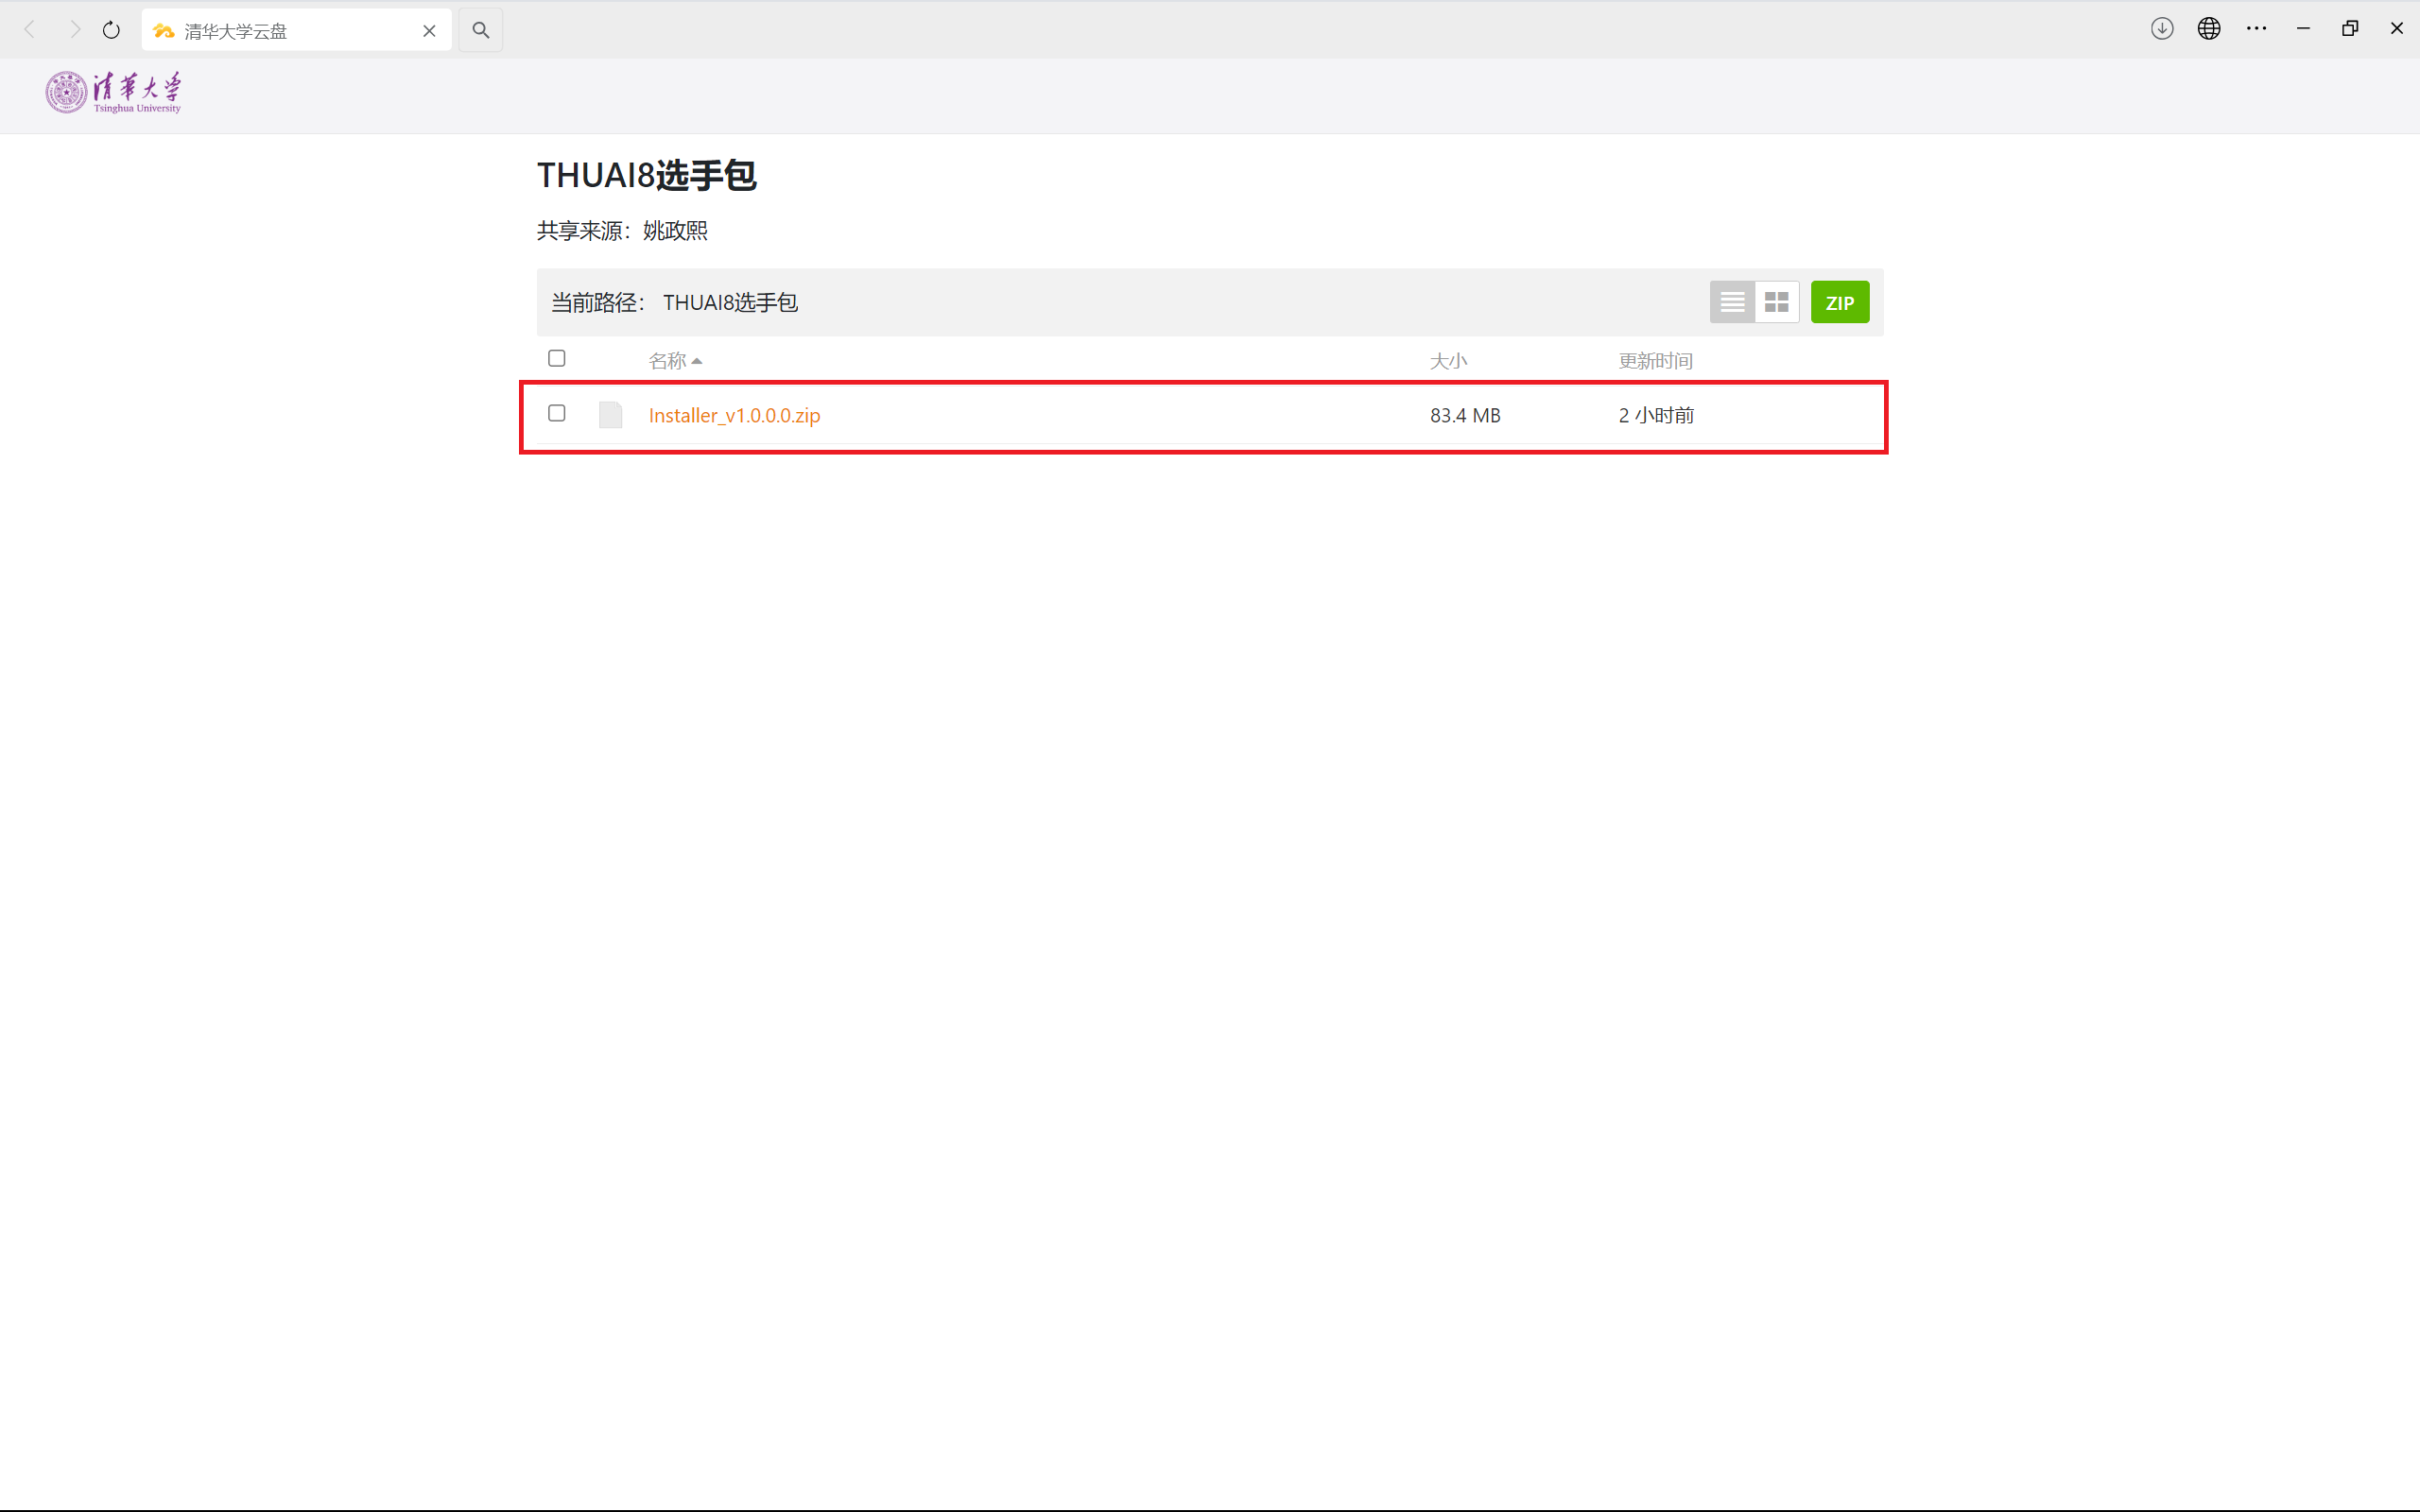 清华大学云盘
清華大学
Tsinghua University
THUAI8选手包
共享来源：姚政熙
当前路径： THUAI8选手包
ZIP
名称 大小 更新时间
Installer_v1.0.0.0.zip 83.4 MB 2 小时前